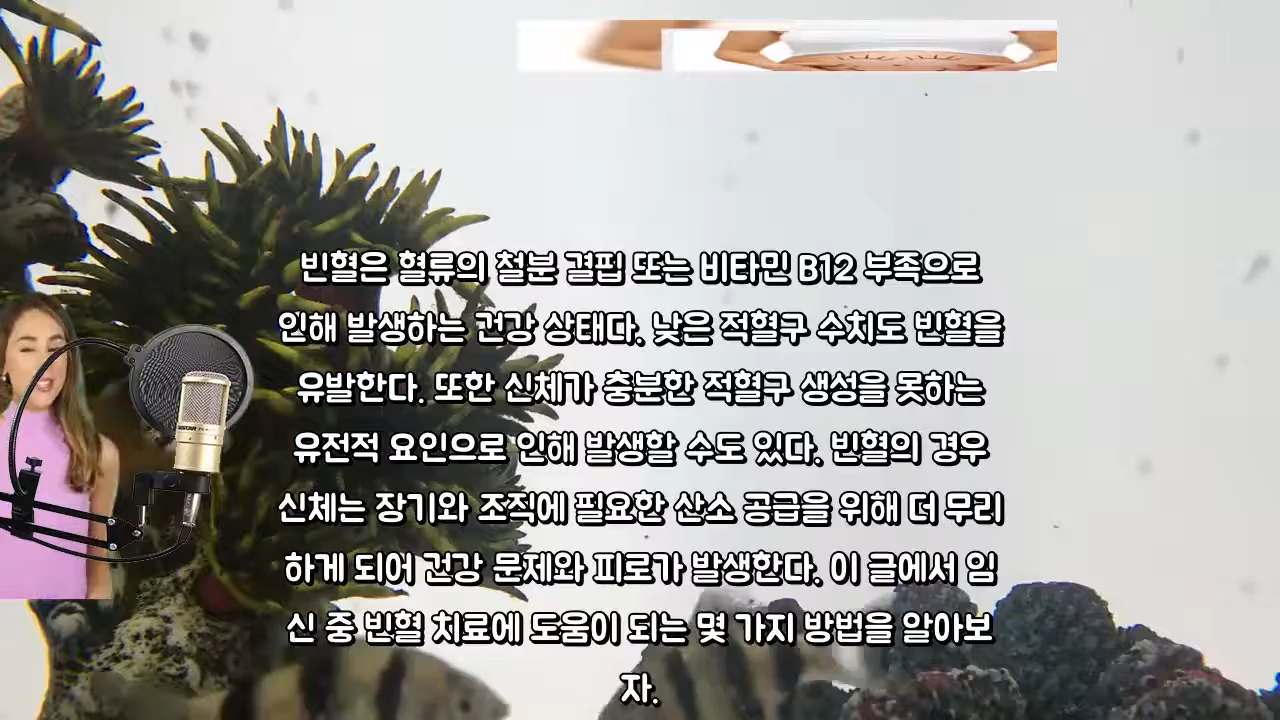 빈혈은 혈류의 철분 결핍 또는 비타민 B12 부족으로
인해 발생하는 건강 상태다. 낮은 적혈구 수치도 빈혈을
유발한다. 또한 신체가 충분한 적혈구 생성을 못하는
유전적 요인으로 인해 발생할 수도 있다. 빈혈의 경우
신체는 장기와 조직에 필요한 산소 공급을 위해 더 무리
하게 되어 건강 문제와 피로가 발생한다. 이 글에서 임
신 중 빈혈 치료에 도움이 되는 몇 가지 방법을 알아보
자.